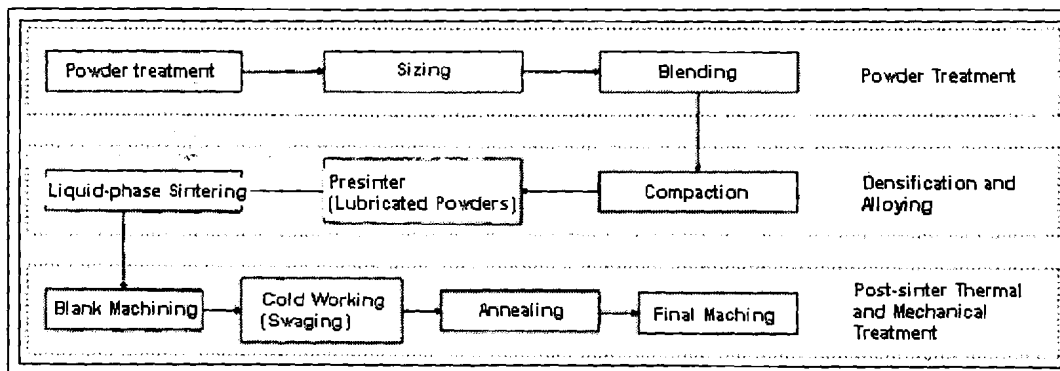 Powder treatment
Sizing
Blending
Powder Treatment
Liquid-phase Sintering
Presinter
(Lubricated Powders)
Compaction
Densification and
Alloying
Blank Machining
Cold Working
(Swaging)
Annealing
Final Maching
Post-sinter Thermal
and Mechanical
Treatment